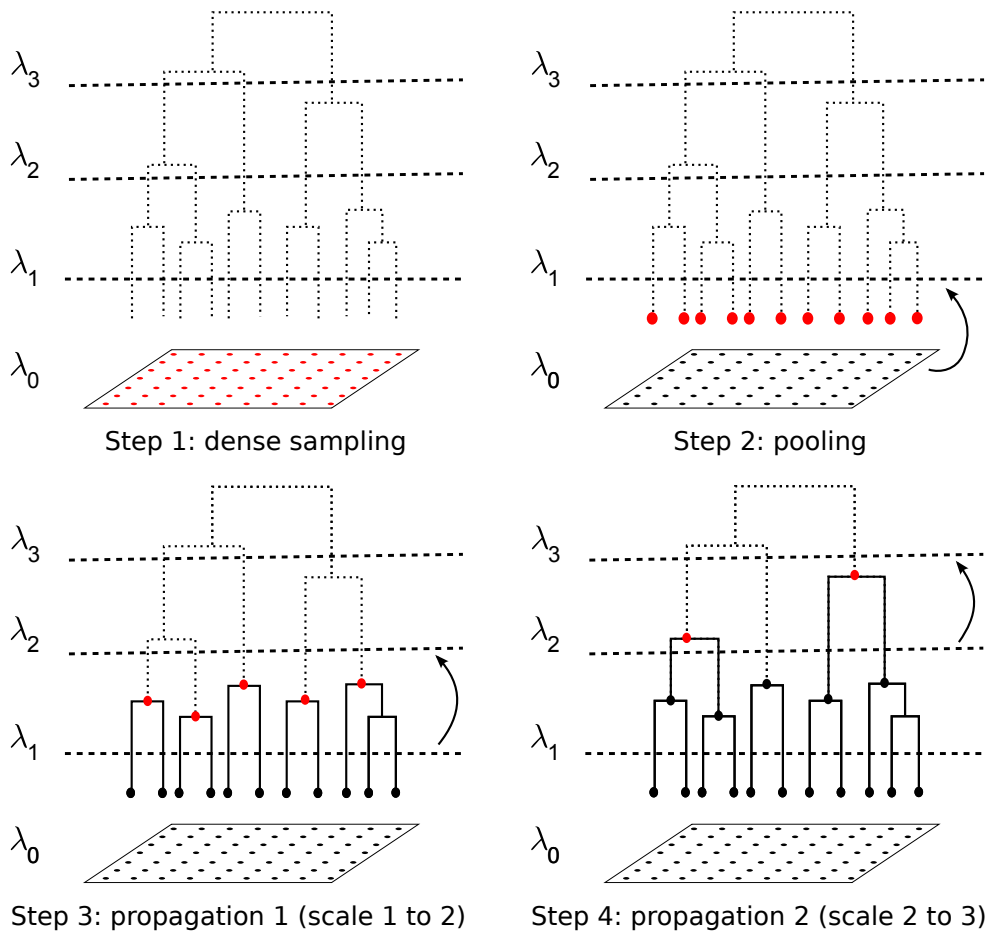 λ3 λ3
λ2 λ2
λ1 λ1
λ0 λ0
Step 1: dense sampling Step 2: pooling
λ3 λ3
λ2 λ2
λ1 λ1
λ0 λ0
Step 3: propagation 1 (scale 1 to 2) Step 4: propagation 2 (scale 2 to 3)